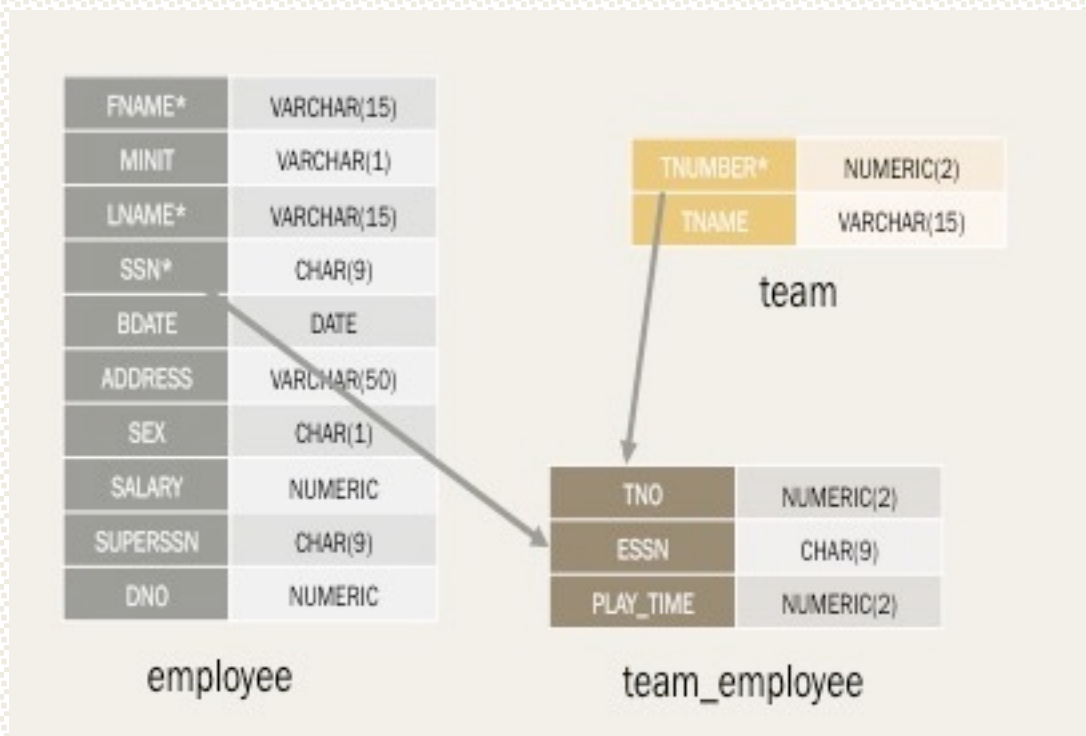 FNAME* VARCHAR(15)
MINIT VARCHAR(1)
LNAME* VARCHAR(15)
SSN* CHAR(9)
BDATE DATE
ADDRESS VARCHAR(50)
SEX CHAR(1)
SALARY NUMERIC
SUPERSSN CHAR(9)
DNO NUMERIC
employee
TNUMBER* NUMERIC(2)
TNAME VARCHAR(15)
team
TNO NUMERIC(2)
ESSN CHAR(9)
PLAY_TIME NUMERIC(2)
team_employee